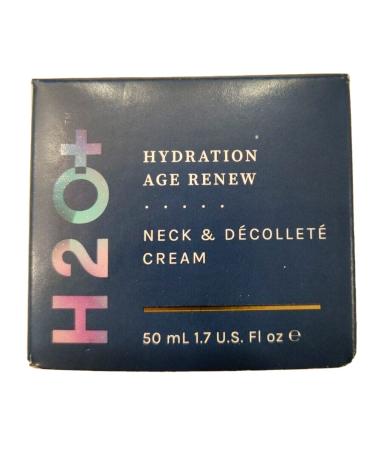 H2O+
HYDRATION
AGE RENEW
· · · · ·
NECK & DÉCOLLETÉ
CREAM
50 mL 1.7 U.S. Fl oz ℮